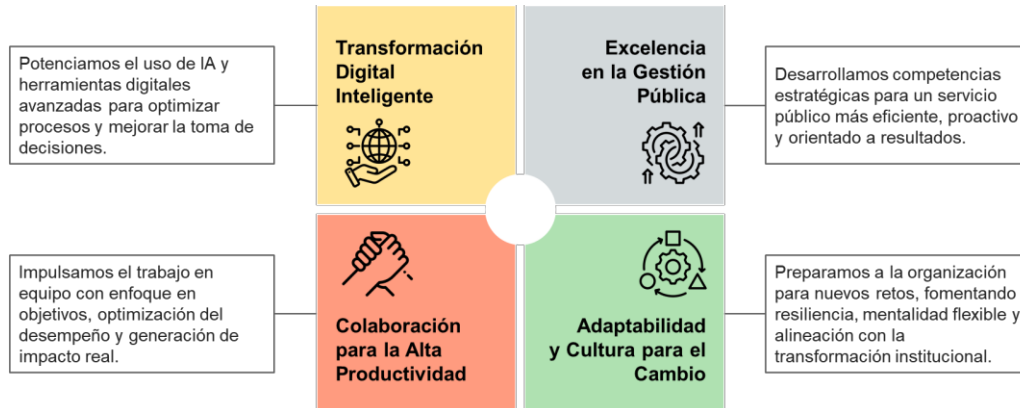 Potenciamos el uso de IA y
herramientas digitales
avanzadas para optimizar
procesos y mejorar la toma de
decisiones.
Transformación
Digital
Inteligente
Excelencia
en la Gestión
Pública
Desarrollamos competencias
estratégicas para un servicio
público más eficiente, proactivo
y orientado a resultados.
Impulsamos el trabajo en
equipo con enfoque en
objetivos, optimización del
desempeño y generación de
impacto real.
Colaboración
para la Alta
Productividad
Adaptabilidad
y Cultura para el
Cambio
Preparamos a la organización
para nuevos retos, fomentando
resiliencia, mentalidad flexible y
alineación con la
transformación institucional.